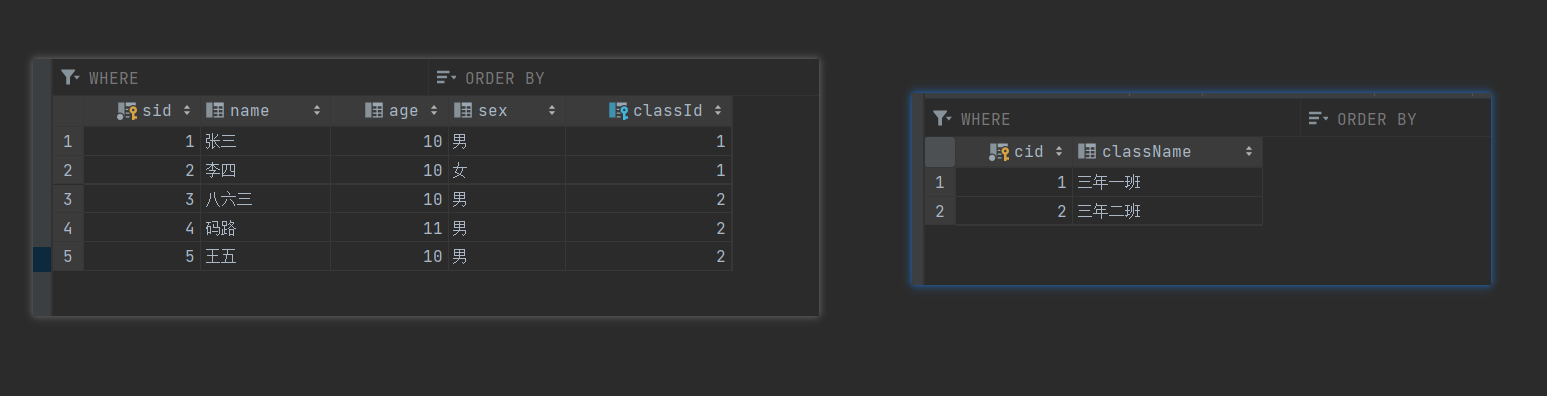 WHERE ORDER BY
sid name age sex classId
1 1 张三 10 男 1
2 2 李四 10 女 1
3 3 八六三 10 男 2
4 4 码路 11 男 2
5 5 王五 10 男 2
WHERE ORDER BY
cid className
1 1 三年一班
2 2 三年二班